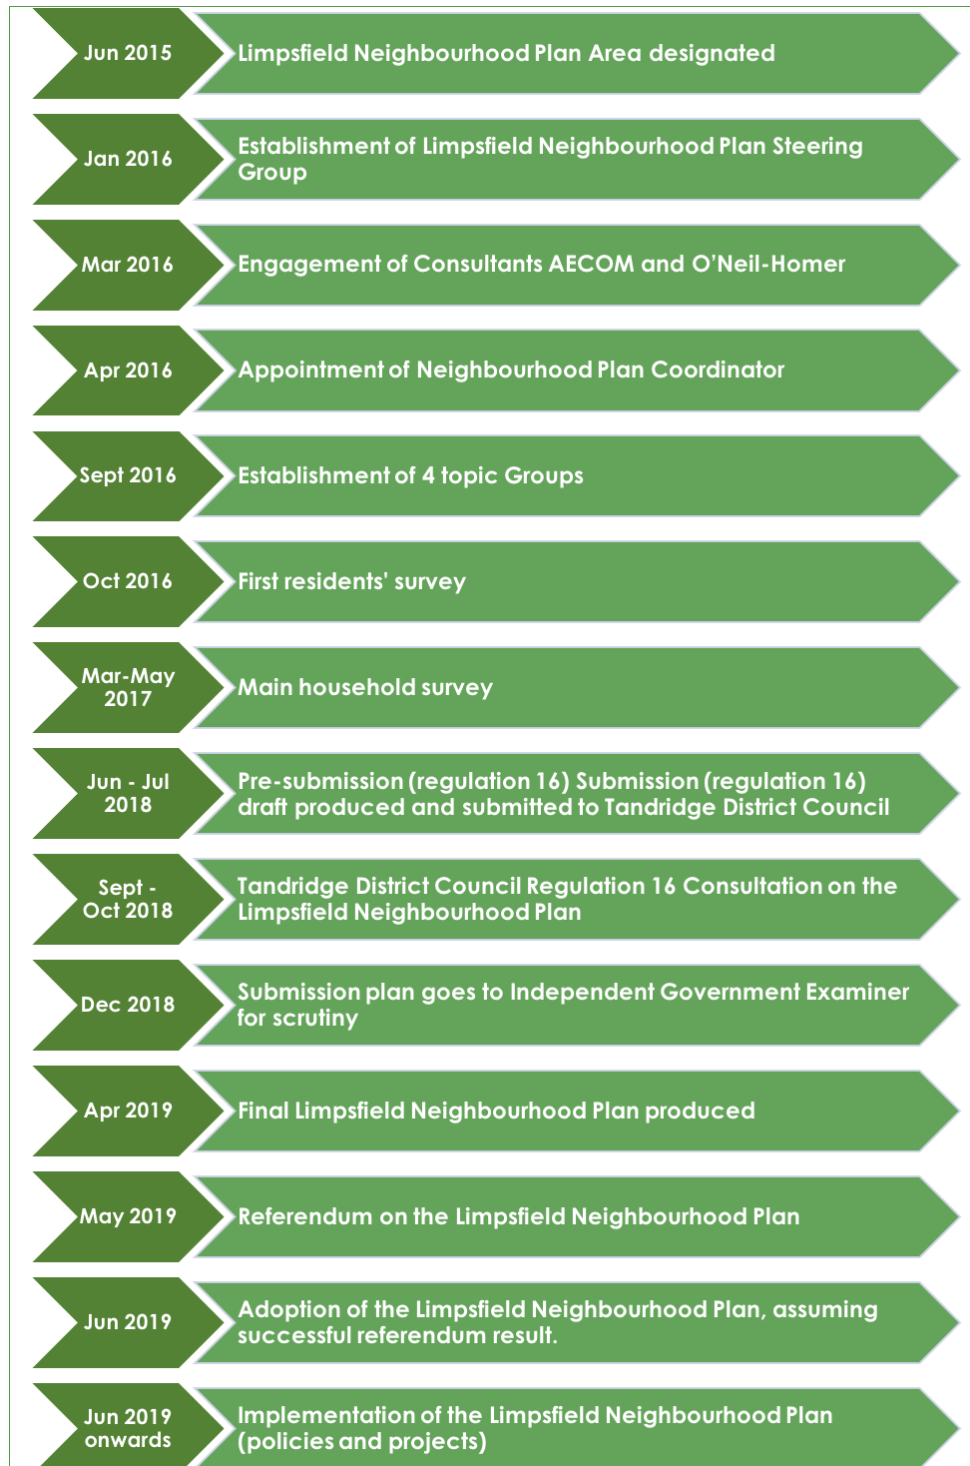 Jun 2015
Limpsfield Neighbourhood Plan Area designated
Jan 2016
Establishment of Limpsfield Neighbourhood Plan Steering
Group
Mar 2016
Engagement of Consultants AECOM and O'Neil-Homer
Apr 2016
Appointment of Neighbourhood Plan Coordinator
Sept 2016
Establishment of 4 topic Groups
Oct 2016
First residents' survey
Mar-May
2017
Main household survey
Jun - Jul
2018
Pre-submission (regulation 16) Submission (regulation 16)
draft produced and submitted to Tandridge District Council
Sept -
Oct 2018
Tandridge District Council Regulation 16 Consultation on the
Limpsfield Neighbourhood Plan
Dec 2018
Submission plan goes to Independent Government Examiner
for scrutiny
Apr 2019
Final Limpsfield Neighbourhood Plan produced
May 2019
Referendum on the Limpsfield Neighbourhood Plan
Jun 2019
Adoption of the Limpsfield Neighbourhood Plan, assuming
successful referendum result.
Jun 2019
onwards
Implementation of the Limpsfield Neighbourhood Plan
(policies and projects)